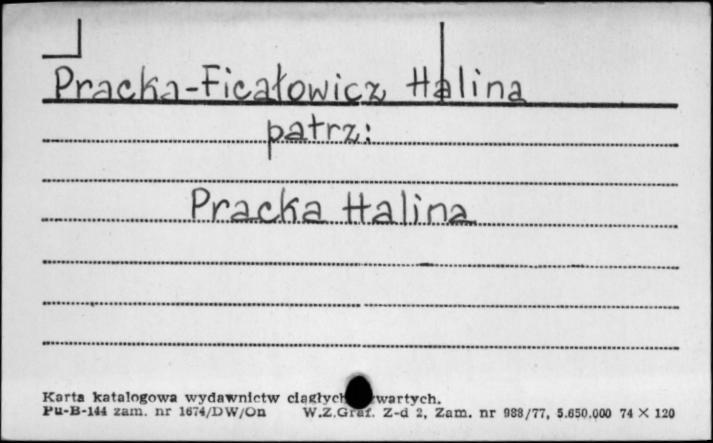 Pracka-Ficałowicz Halina
patrz:
Pracka Halina
Karta katalogowa wydawnictw ciągłych wartych.
Pu-B-144 zam. nr 1674/DW/On W.Z.Graf. Z-d 2, Zam. nr 988/77, 5.650.000 74 X 120